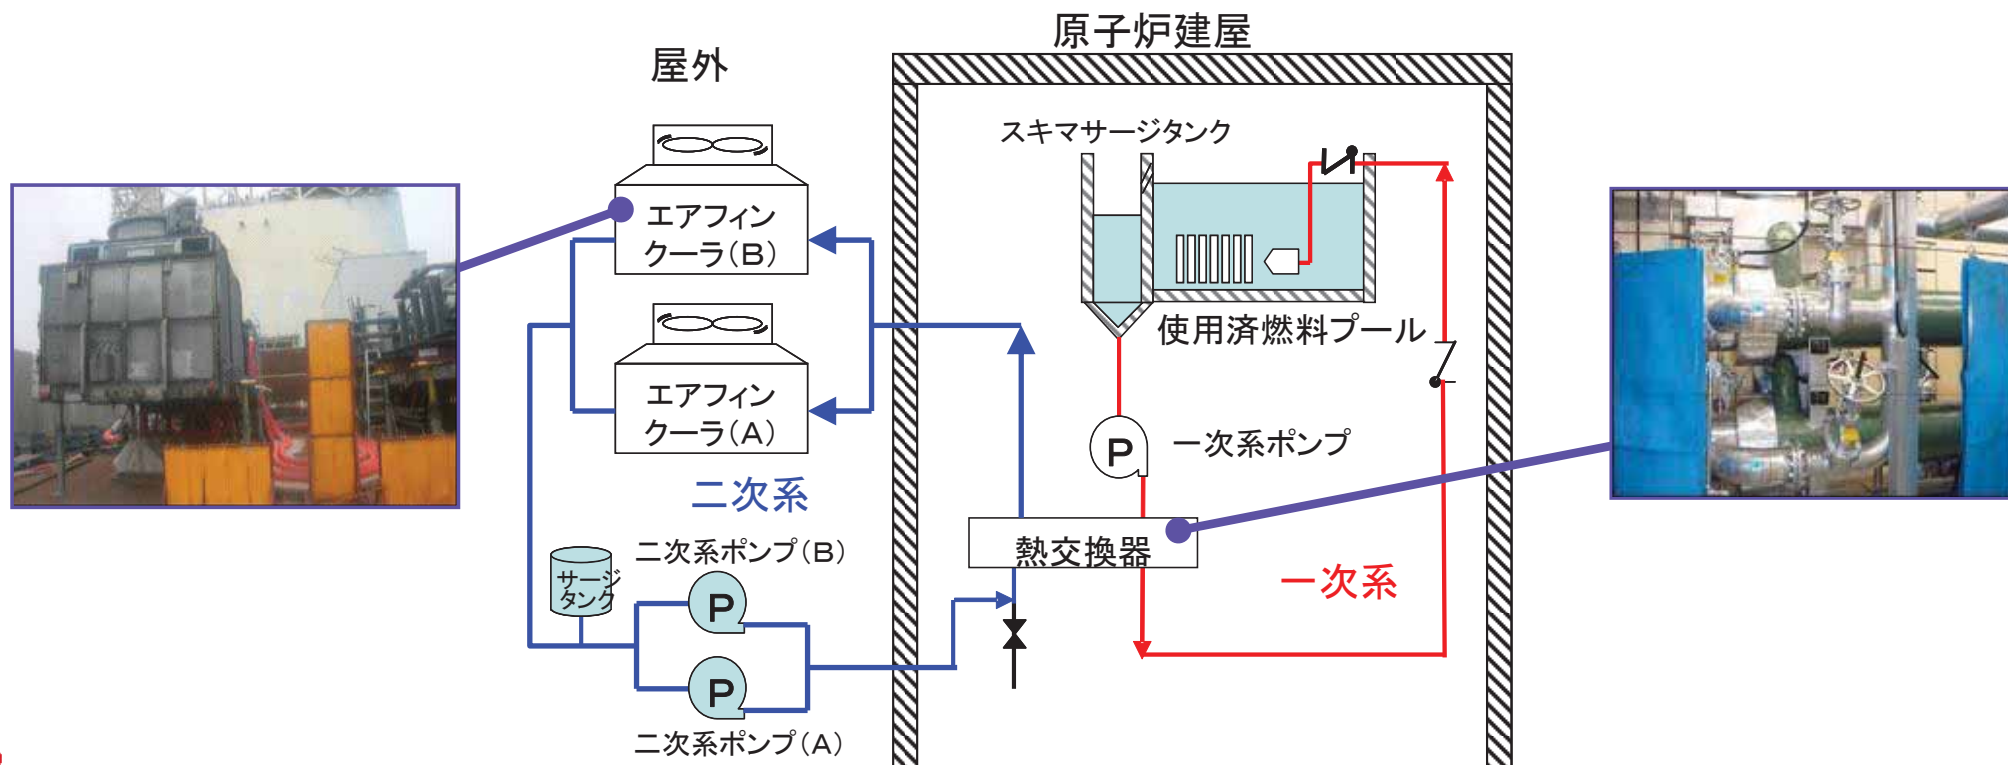 原子炉建屋
屋外
スキマサージタンク
エアフィン
クーラ(B)
使用済燃料プール
エアフィン
クーラ(A)
P
一次系ポンプ
二次系
熱交換器
二次系ポンプ(B)
サージ
タンク
一次系
P
P
二次系ポンプ(A)